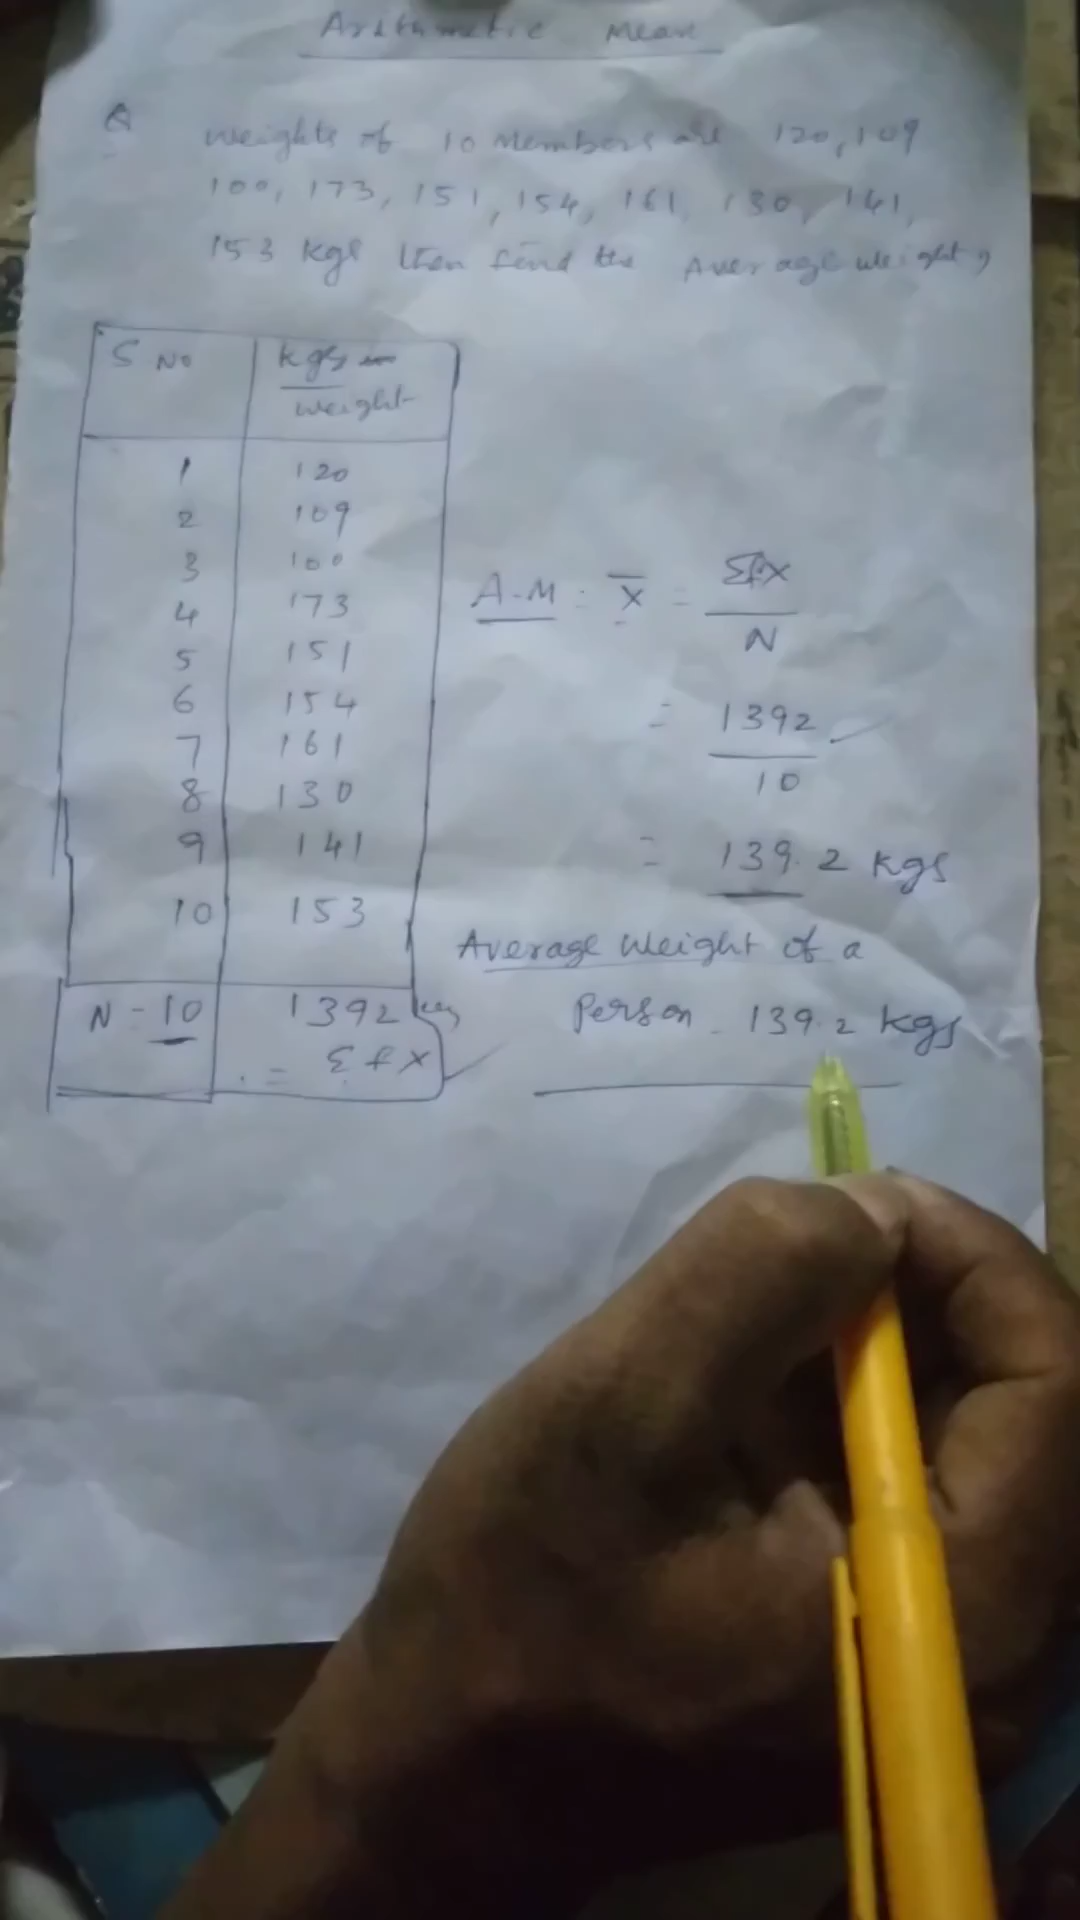 Arithmetic Mean
Q Weights of 10 Members are 120, 109
100, 173, 151, 154, 161, 130, 141,
153 kgs then find the Average weight?
S No kgs
weight
1 120
2 109
3 100
4 173
5 151
6 154
7 161
8 130
9 141
10 153
N = 10 1392 kgs
= Σfx
A-M = x̅ = Σfx
N
= 1392
10
= 139.2 kgs
Average weight of a
Person = 139.2 kgs